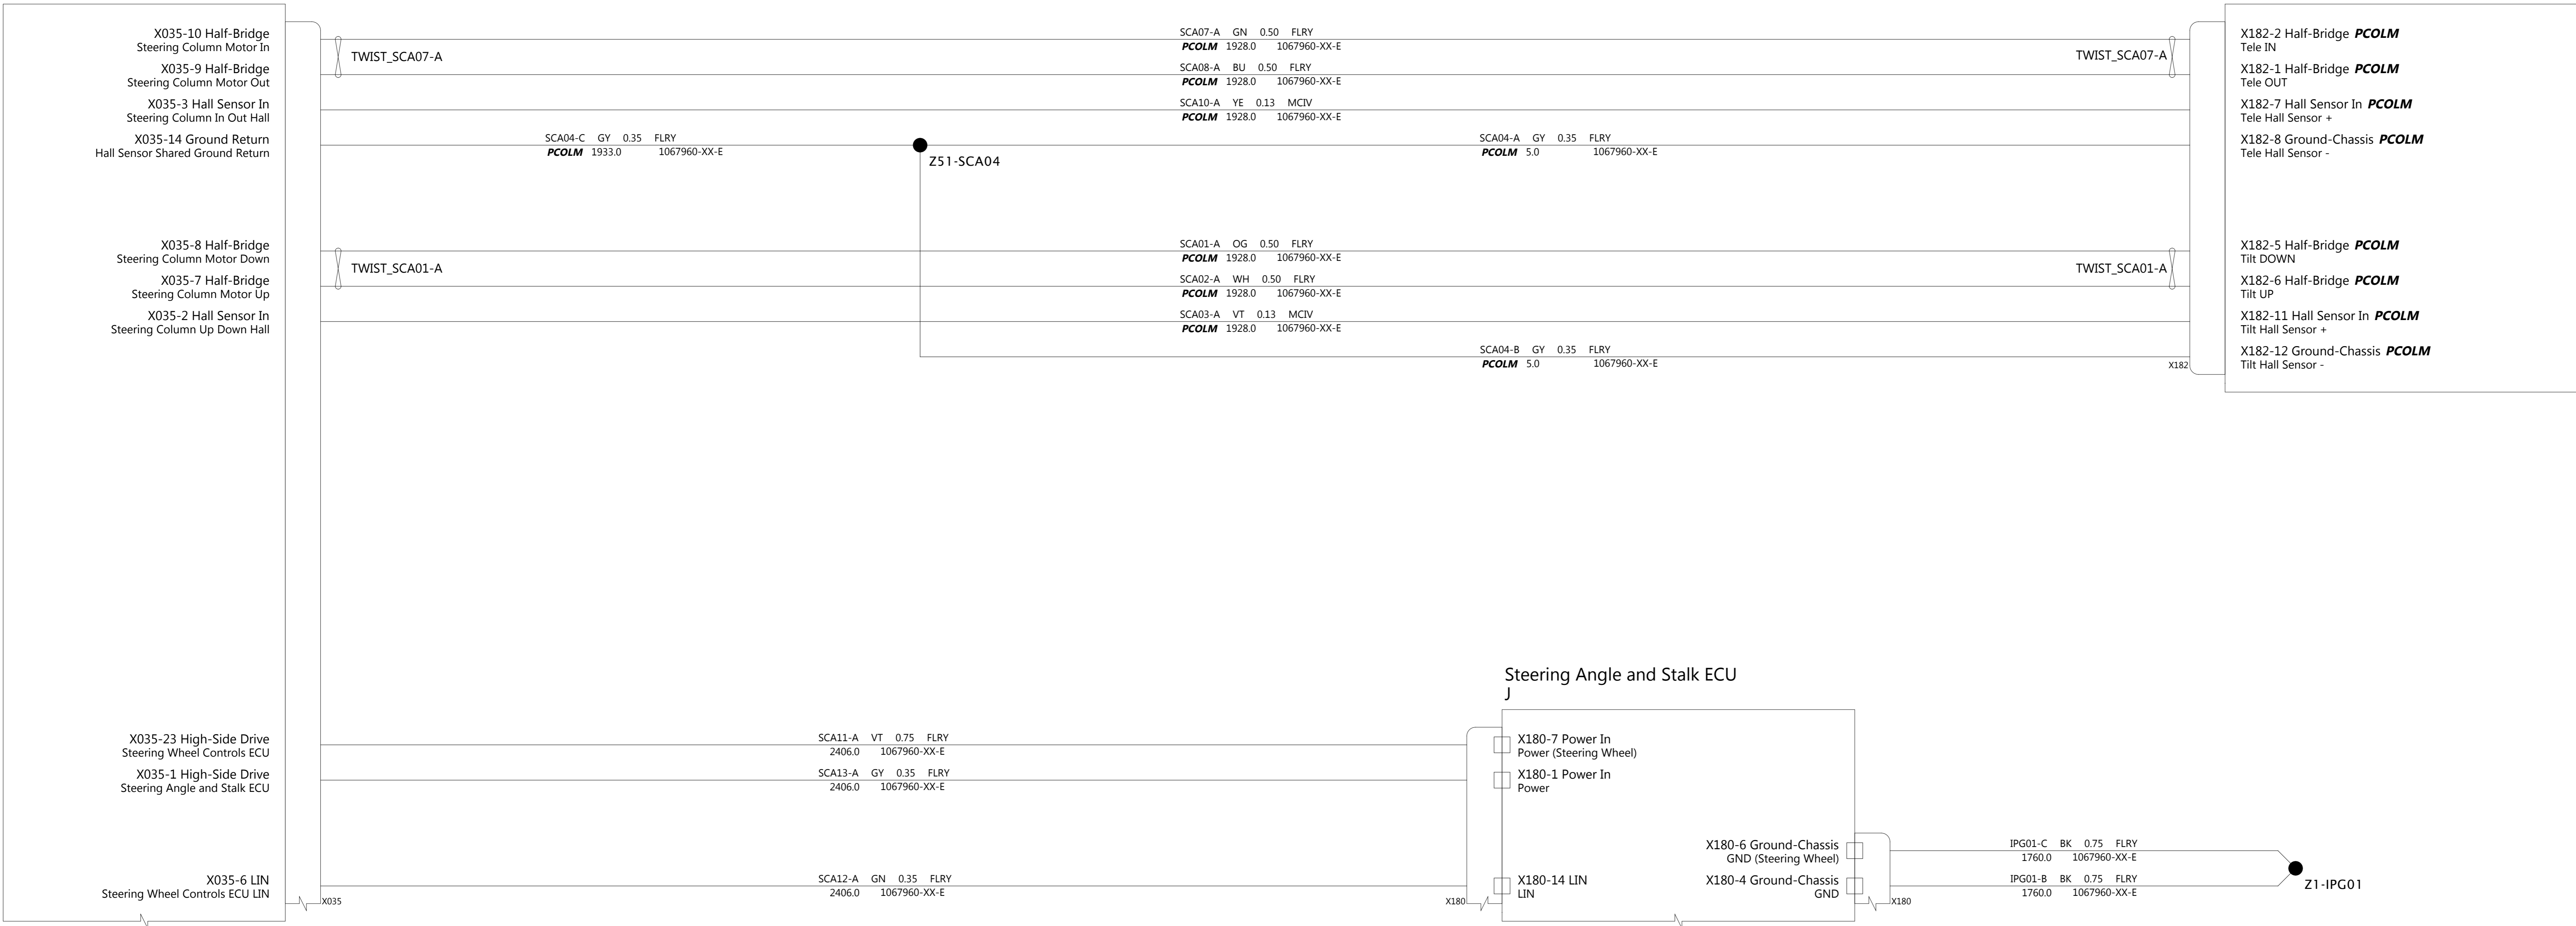 X035-10 Half-Bridge
Steering Column Motor In
X035-9 Half-Bridge
Steering Column Motor Out
X035-3 Hall Sensor In
Steering Column In Out Hall
X035-14 Ground Return
Hall Sensor Shared Ground Return
X035-8 Half-Bridge
Steering Column Motor Down
X035-7 Half-Bridge
Steering Column Motor Up
X035-2 Hall Sensor In
Steering Column Up Down Hall
X035-23 High-Side Drive
Steering Wheel Controls ECU
X035-1 High-Side Drive
Steering Angle and Stalk ECU
X035-6 LIN
Steering Wheel Controls ECU LIN
X035
TWIST_SCA07-A
TWIST_SCA01-A
SCA07-A GN 0.50 FLRY
PCOLM 1928.0 1067960-XX-E
SCA08-A BU 0.50 FLRY
PCOLM 1928.0 1067960-XX-E
SCA10-A YE 0.13 MCIV
PCOLM 1928.0 1067960-XX-E
SCA04-C GY 0.35 FLRY
PCOLM 1933.0 1067960-XX-E
Z51-SCA04
SCA04-A GY 0.35 FLRY
PCOLM 5.0 1067960-XX-E
SCA01-A OG 0.50 FLRY
PCOLM 1928.0 1067960-XX-E
SCA02-A WH 0.50 FLRY
PCOLM 1928.0 1067960-XX-E
SCA03-A VT 0.13 MCIV
PCOLM 1928.0 1067960-XX-E
SCA04-B GY 0.35 FLRY
PCOLM 5.0 1067960-XX-E
TWIST_SCA07-A
TWIST_SCA01-A
X182
X182-2 Half-Bridge PCOLM
Tele IN
X182-1 Half-Bridge PCOLM
Tele OUT
X182-7 Hall Sensor In PCOLM
Tele Hall Sensor +
X182-8 Ground-Chassis PCOLM
Tele Hall Sensor -
X182-5 Half-Bridge PCOLM
Tilt DOWN
X182-6 Half-Bridge PCOLM
Tilt UP
X182-11 Hall Sensor In PCOLM
Tilt Hall Sensor +
X182-12 Ground-Chassis PCOLM
Tilt Hall Sensor -
SCA11-A VT 0.75 FLRY
2406.0 1067960-XX-E
SCA13-A GY 0.35 FLRY
2406.0 1067960-XX-E
SCA12-A GN 0.35 FLRY
2406.0 1067960-XX-E
Steering Angle and Stalk ECU
J
X180-7 Power In
Power (Steering Wheel)
X180-1 Power In
Power
X180-14 LIN
LIN
X180
X180-6 Ground-Chassis
GND (Steering Wheel)
X180-4 Ground-Chassis
GND
X180
IPG01-C BK 0.75 FLRY
1760.0 1067960-XX-E
IPG01-B BK 0.75 FLRY
1760.0 1067960-XX-E
Z1-IPG01